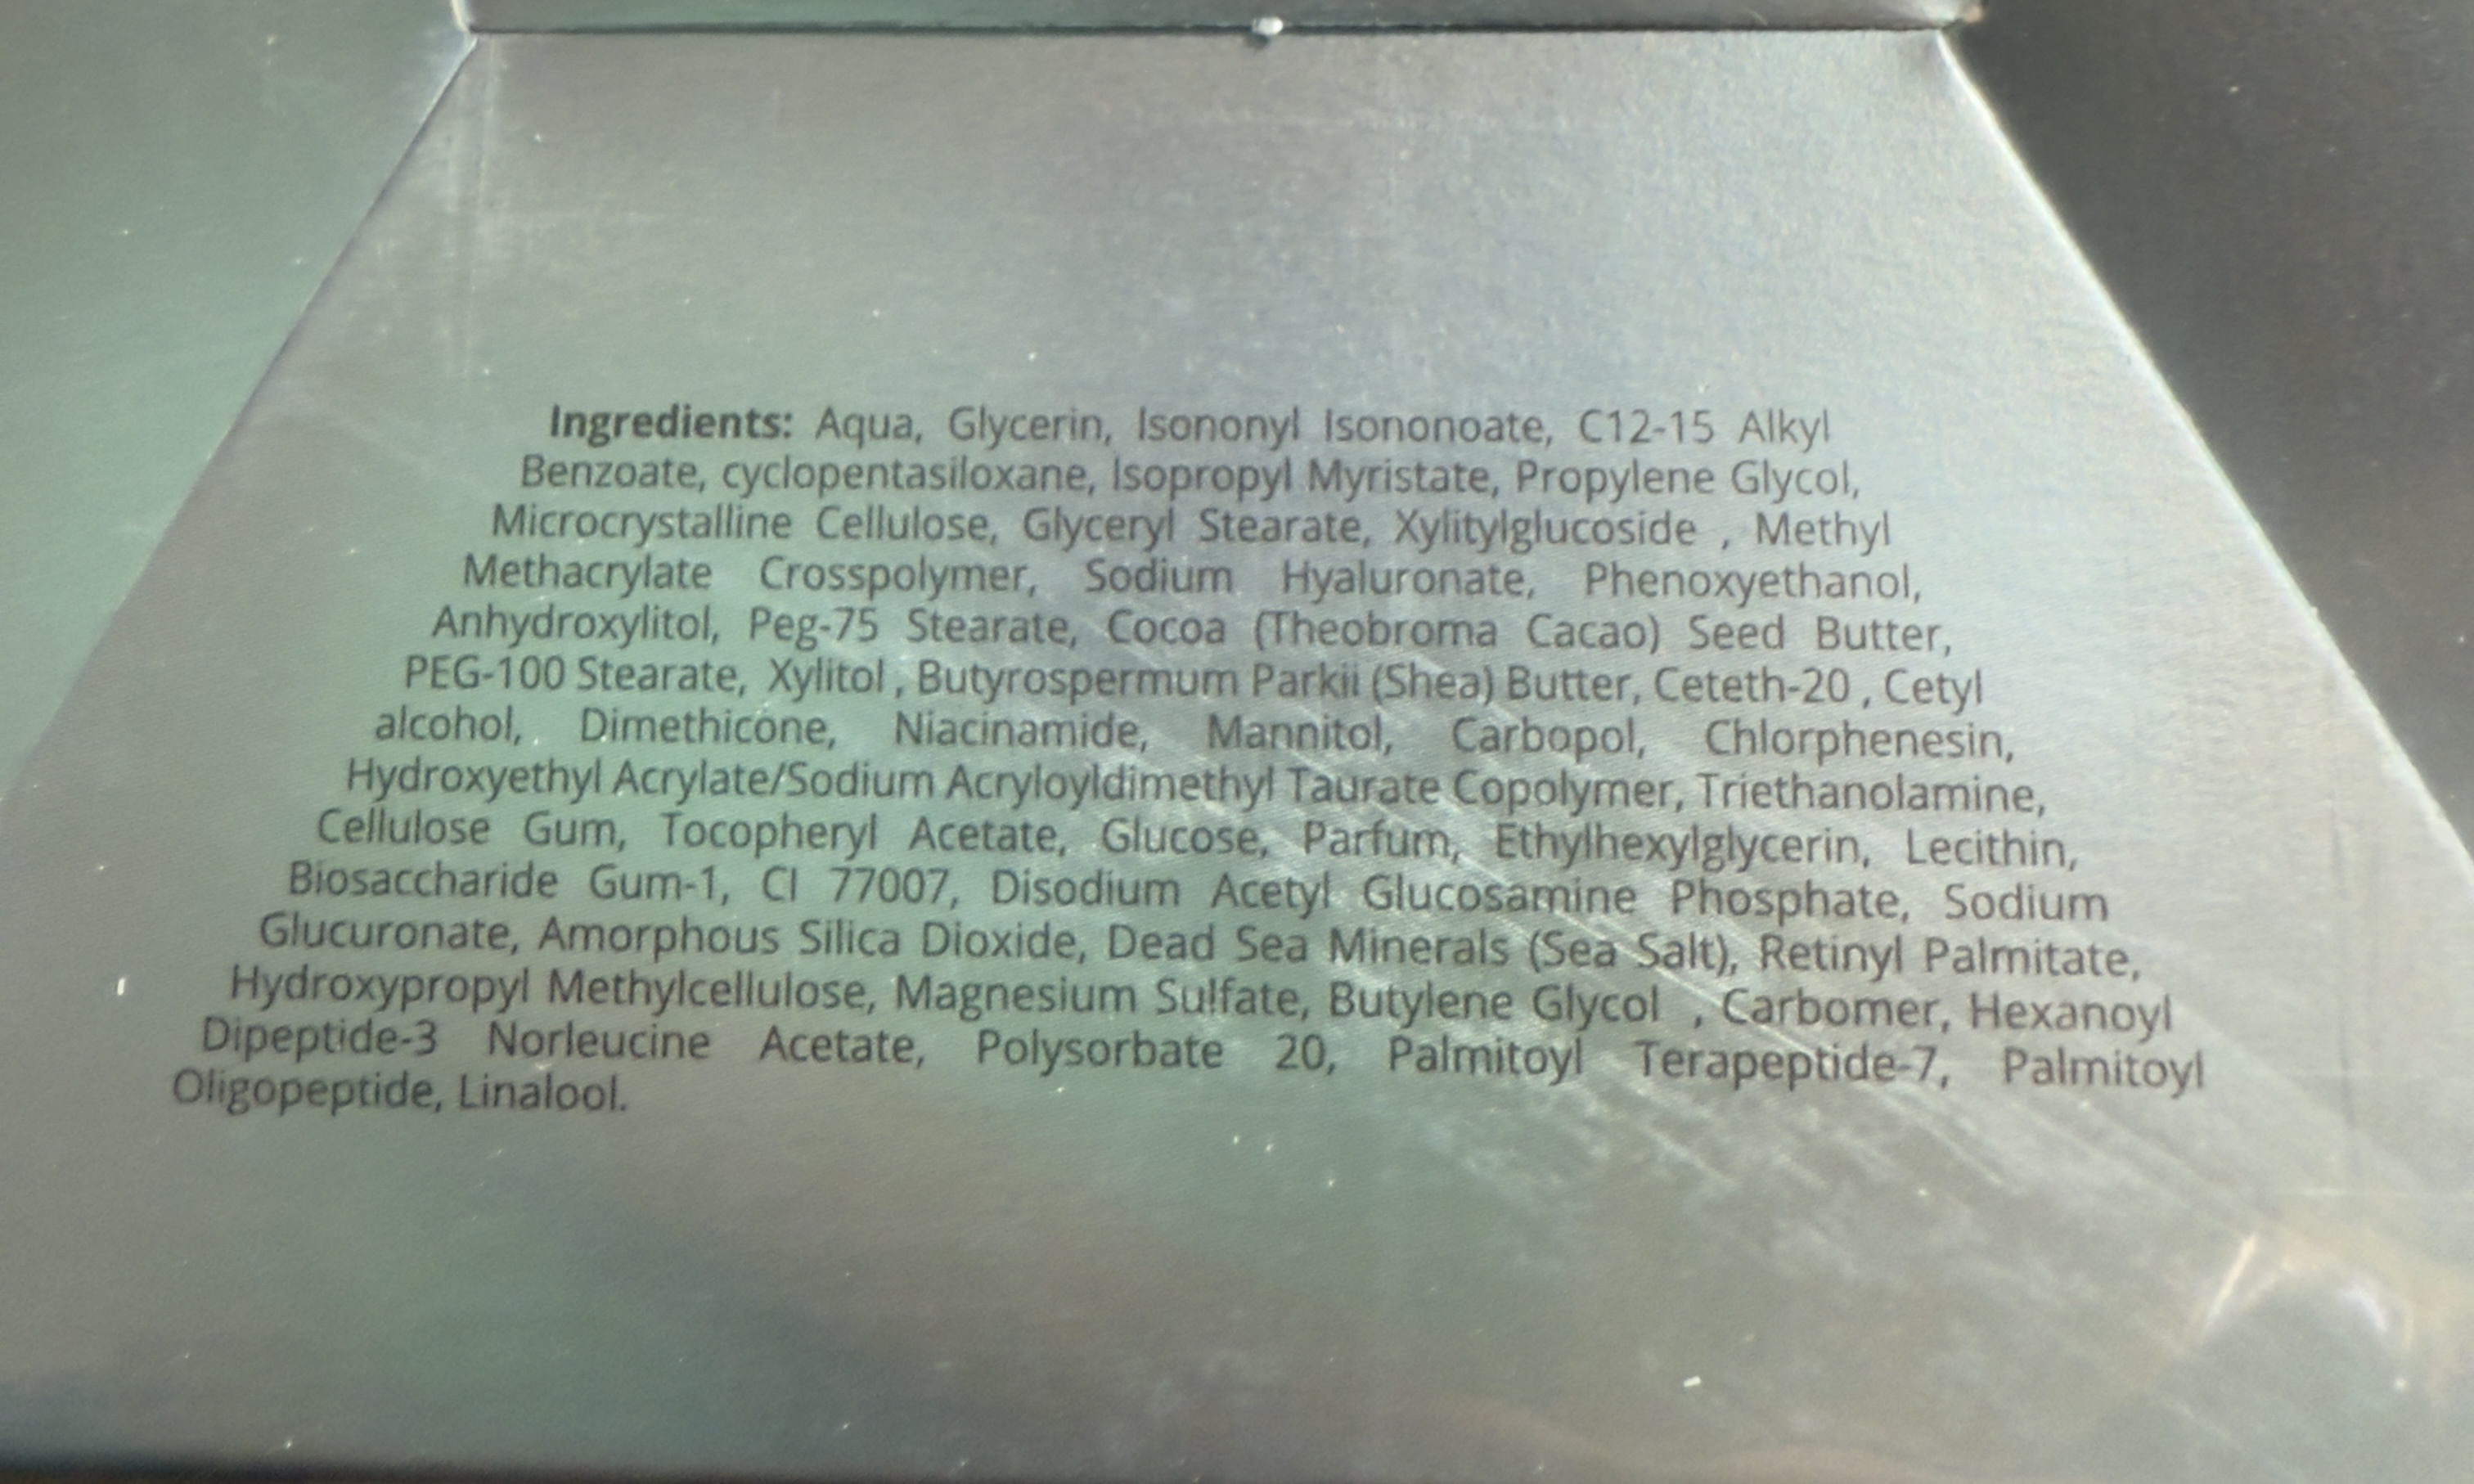 Ingredients: Aqua, Glycerin, Isononyl Isononoate, C12-15 Alkyl
Benzoate, cyclopentasiloxane, Isopropyl Myristate, Propylene Glycol,
Microcrystalline Cellulose, Glyceryl Stearate, Xylitylglucoside , Methyl
Methacrylate Crosspolymer, Sodium Hyaluronate, Phenoxyethanol,
Anhydroxylitol, Peg-75 Stearate, Cocoa (Theobroma Cacao) Seed Butter,
PEG-100 Stearate, Xylitol , Butyrospermum Parkii (Shea) Butter, Ceteth-20 , Cetyl
alcohol, Dimethicone, Niacinamide, Mannitol, Carbopol, Chlorphenesin,
Hydroxyethyl Acrylate/Sodium Acryloyldimethyl Taurate Copolymer, Triethanolamine,
Cellulose Gum, Tocopheryl Acetate, Glucose, Parfum, Ethylhexylglycerin, Lecithin,
Biosaccharide Gum-1, CI 77007, Disodium Acetyl Glucosamine Phosphate, Sodium
Glucuronate, Amorphous Silica Dioxide, Dead Sea Minerals (Sea Salt), Retinyl Palmitate,
Hydroxypropyl Methylcellulose, Magnesium Sulfate, Butylene Glycol , Carbomer, Hexanoyl
Dipeptide-3 Norleucine Acetate, Polysorbate 20, Palmitoyl Terapeptide-7, Palmitoyl
Oligopeptide, Linalool.